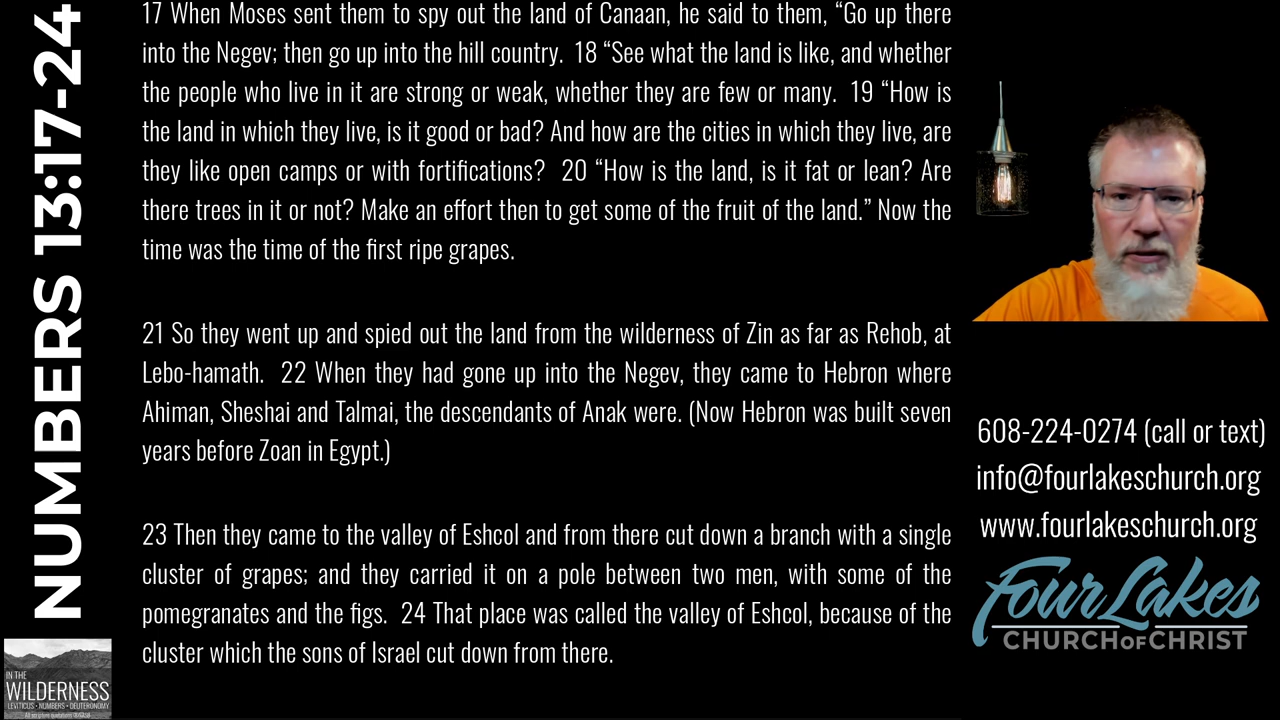 NUMBERS 13:17-24
17 When Moses sent them to spy out the land of Canaan, he said to them, “Go up there
into the Negev; then go up into the hill country. 18 “See what the land is like, and whether
the people who live in it are strong or weak, whether they are few or many. 19 “How is
the land in which they live, is it good or bad? And how are the cities in which they live, are
they like open camps or with fortifications? 20 “How is the land, is it fat or lean? Are
there trees in it or not? Make an effort then to get some of the fruit of the land.” Now the
time was the time of the first ripe grapes.
21 So they went up and spied out the land from the wilderness of Zin as far as Rehob, at
Lebo-hamath. 22 When they had gone up into the Negev, they came to Hebron where
Ahiman, Sheshai and Talmai, the descendants of Anak were. (Now Hebron was built seven
years before Zoan in Egypt.)
23 Then they came to the valley of Eshcol and from there cut down a branch with a single
cluster of grapes; and they carried it on a pole between two men, with some of the
pomegranates and the figs. 24 That place was called the valley of Eshcol, because of the
cluster which the sons of Israel cut down from there.
IN THE
WILDERNESS
LEVITICUS • NUMBERS • DEUTERONOMY
608-224-0274 (call or text)
info@fourlakeschurch.org
www.fourlakeschurch.org
Four Lakes
CHURCH OF CHRIST